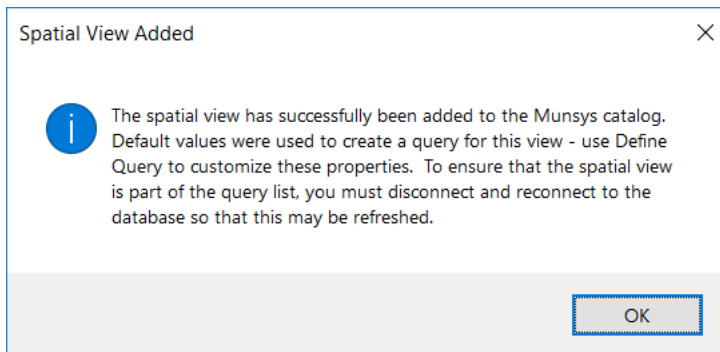 Spatial View Added
The spatial view has successfully been added to the Munsys catalog.
Default values were used to create a query for this view - use Define
Query to customize these properties.  To ensure that the spatial view
is part of the query list, you must disconnect and reconnect to the
database so that this may be refreshed.
OK